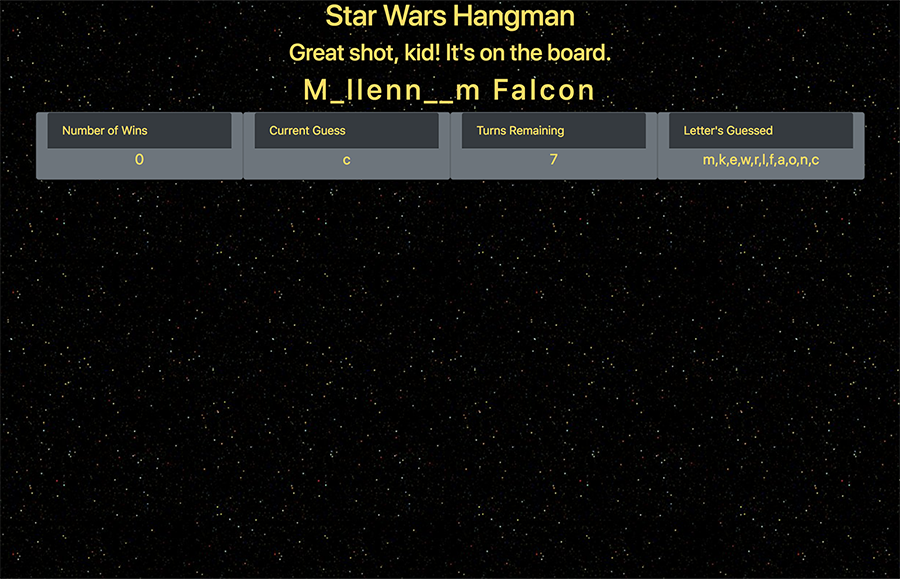 Star Wars Hangman
Great shot, kid! It's on the board.
M_llenn__m Falcon
Number of Wins
0
Current Guess
c
Turns Remaining
7
Letter's Guessed
m,k,e,w,r,l,f,a,o,n,c